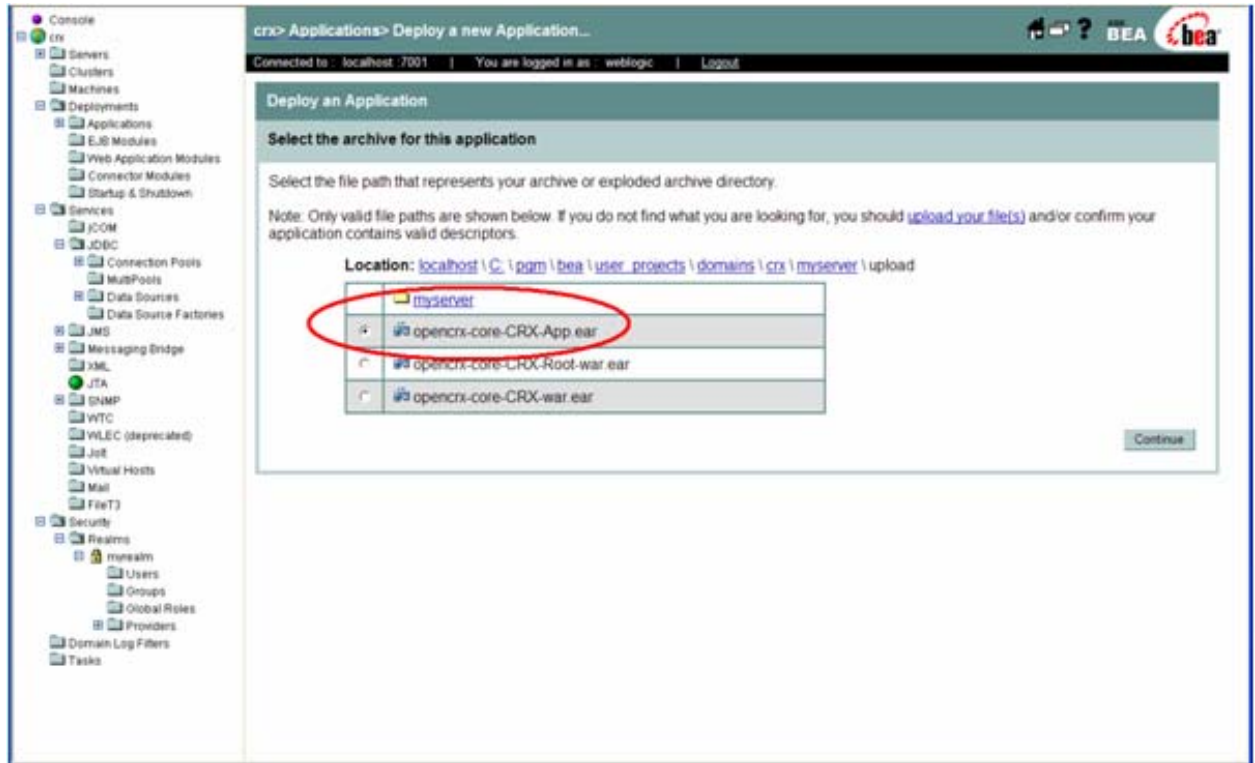 Console
crx
Servers
Clusters
Machines
Deployments
Applications
EJB Modules
Web Application Modules
Connector Modules
Startup & Shutdown
Services
jCOM
JDBC
Connection Pools
MultiPools
Data Sources
Data Source Factories
JMS
Messaging Bridge
XML
JTA
SNMP
WTC
WLEC (deprecated)
Jolt
Virtual Hosts
Mail
FileT3
Security
Realms
myrealm
Users
Groups
Global Roles
Providers
Domain Log Filters
Tasks
crx> Applications> Deploy a new Application...
? BEA bea
Connected to : localhost :7001 | You are logged in as : weblogic | Logout
Deploy an Application
Select the archive for this application
Select the file path that represents your archive or exploded archive directory.
Note: Only valid file paths are shown below. If you do not find what you are looking for, you should upload your file(s) and/or confirm your
application contains valid descriptors.
Location: localhost \ C: \ pgm \ bea \ user_projects \ domains \ crx \ myserver \ upload
myserver
opencrx-core-CRX-App.ear
opencrx-core-CRX-Root-war.ear
opencrx-core-CRX-war.ear
Continue